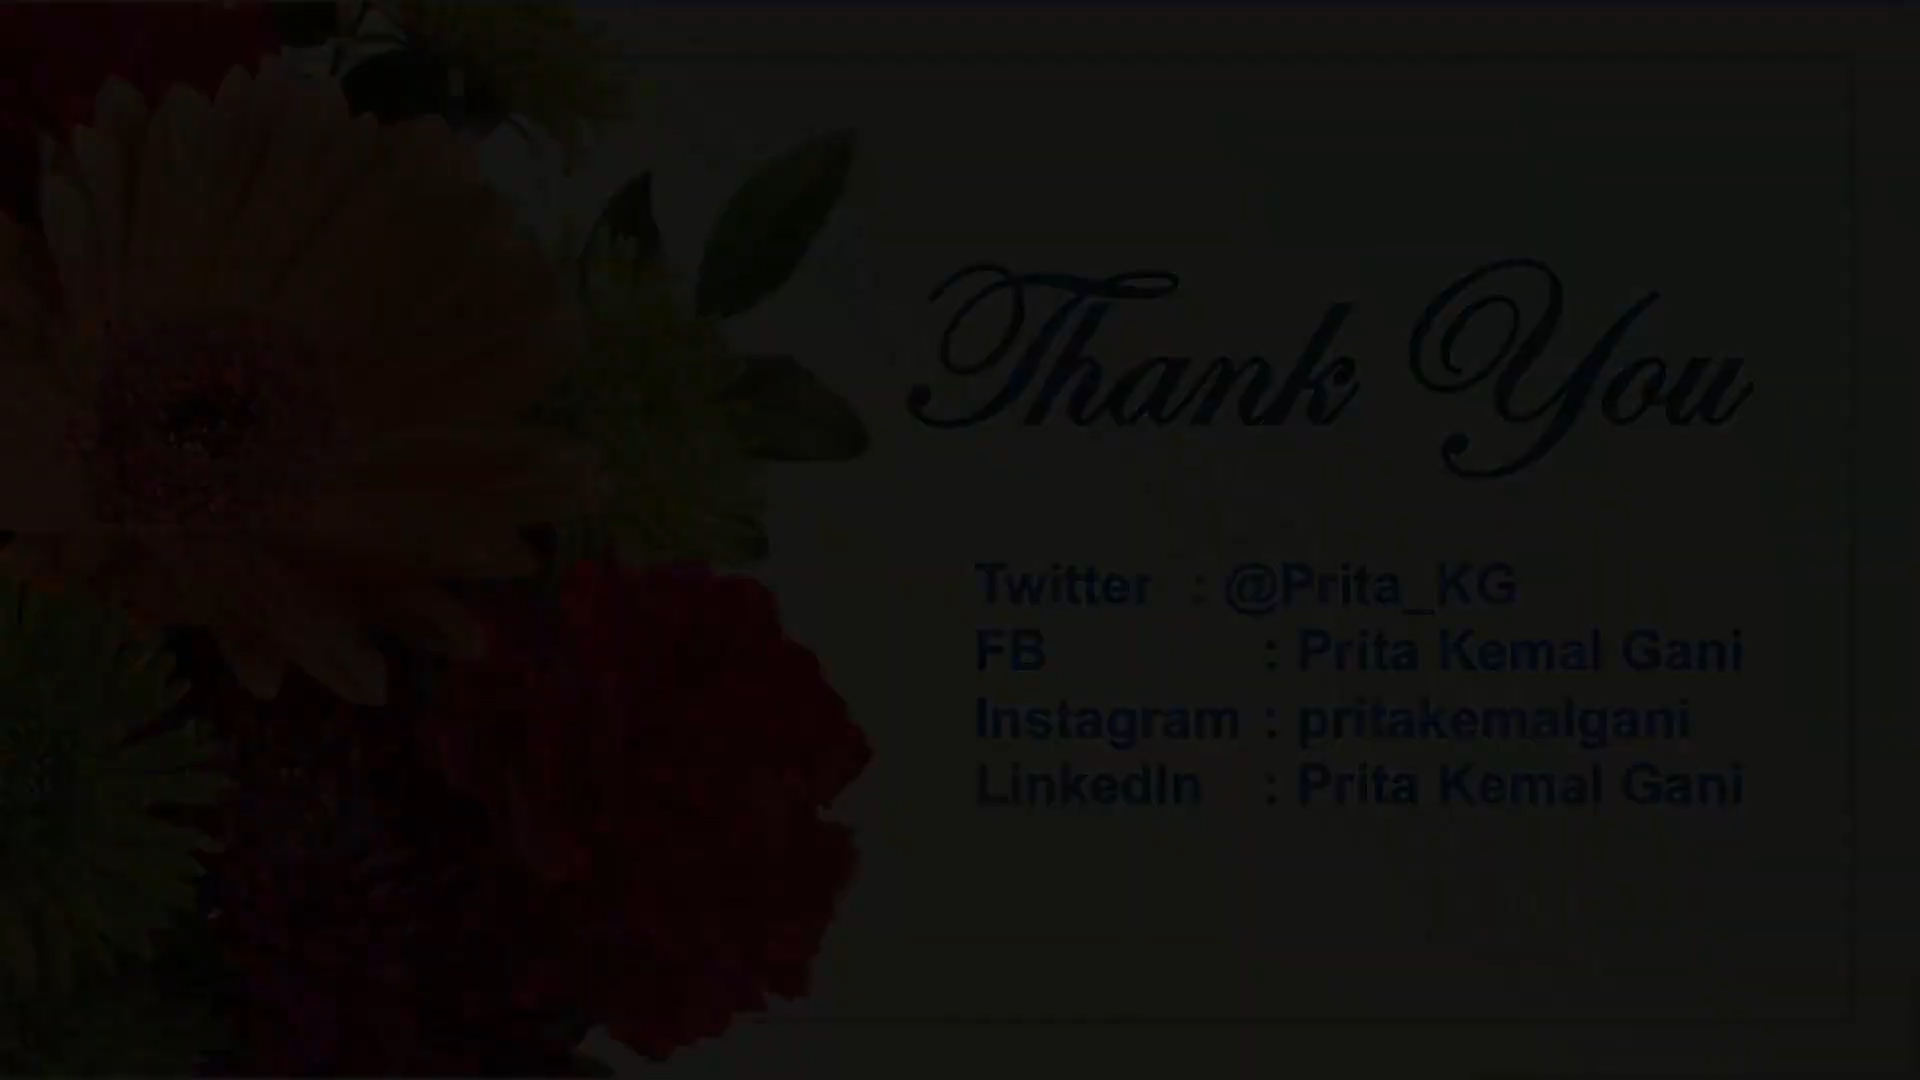 Thank You
Twitter : @Prita_KG
FB : Prita Kemal Gani
Instagram : pritakemalgani
LinkedIn : Prita Kemal Gani